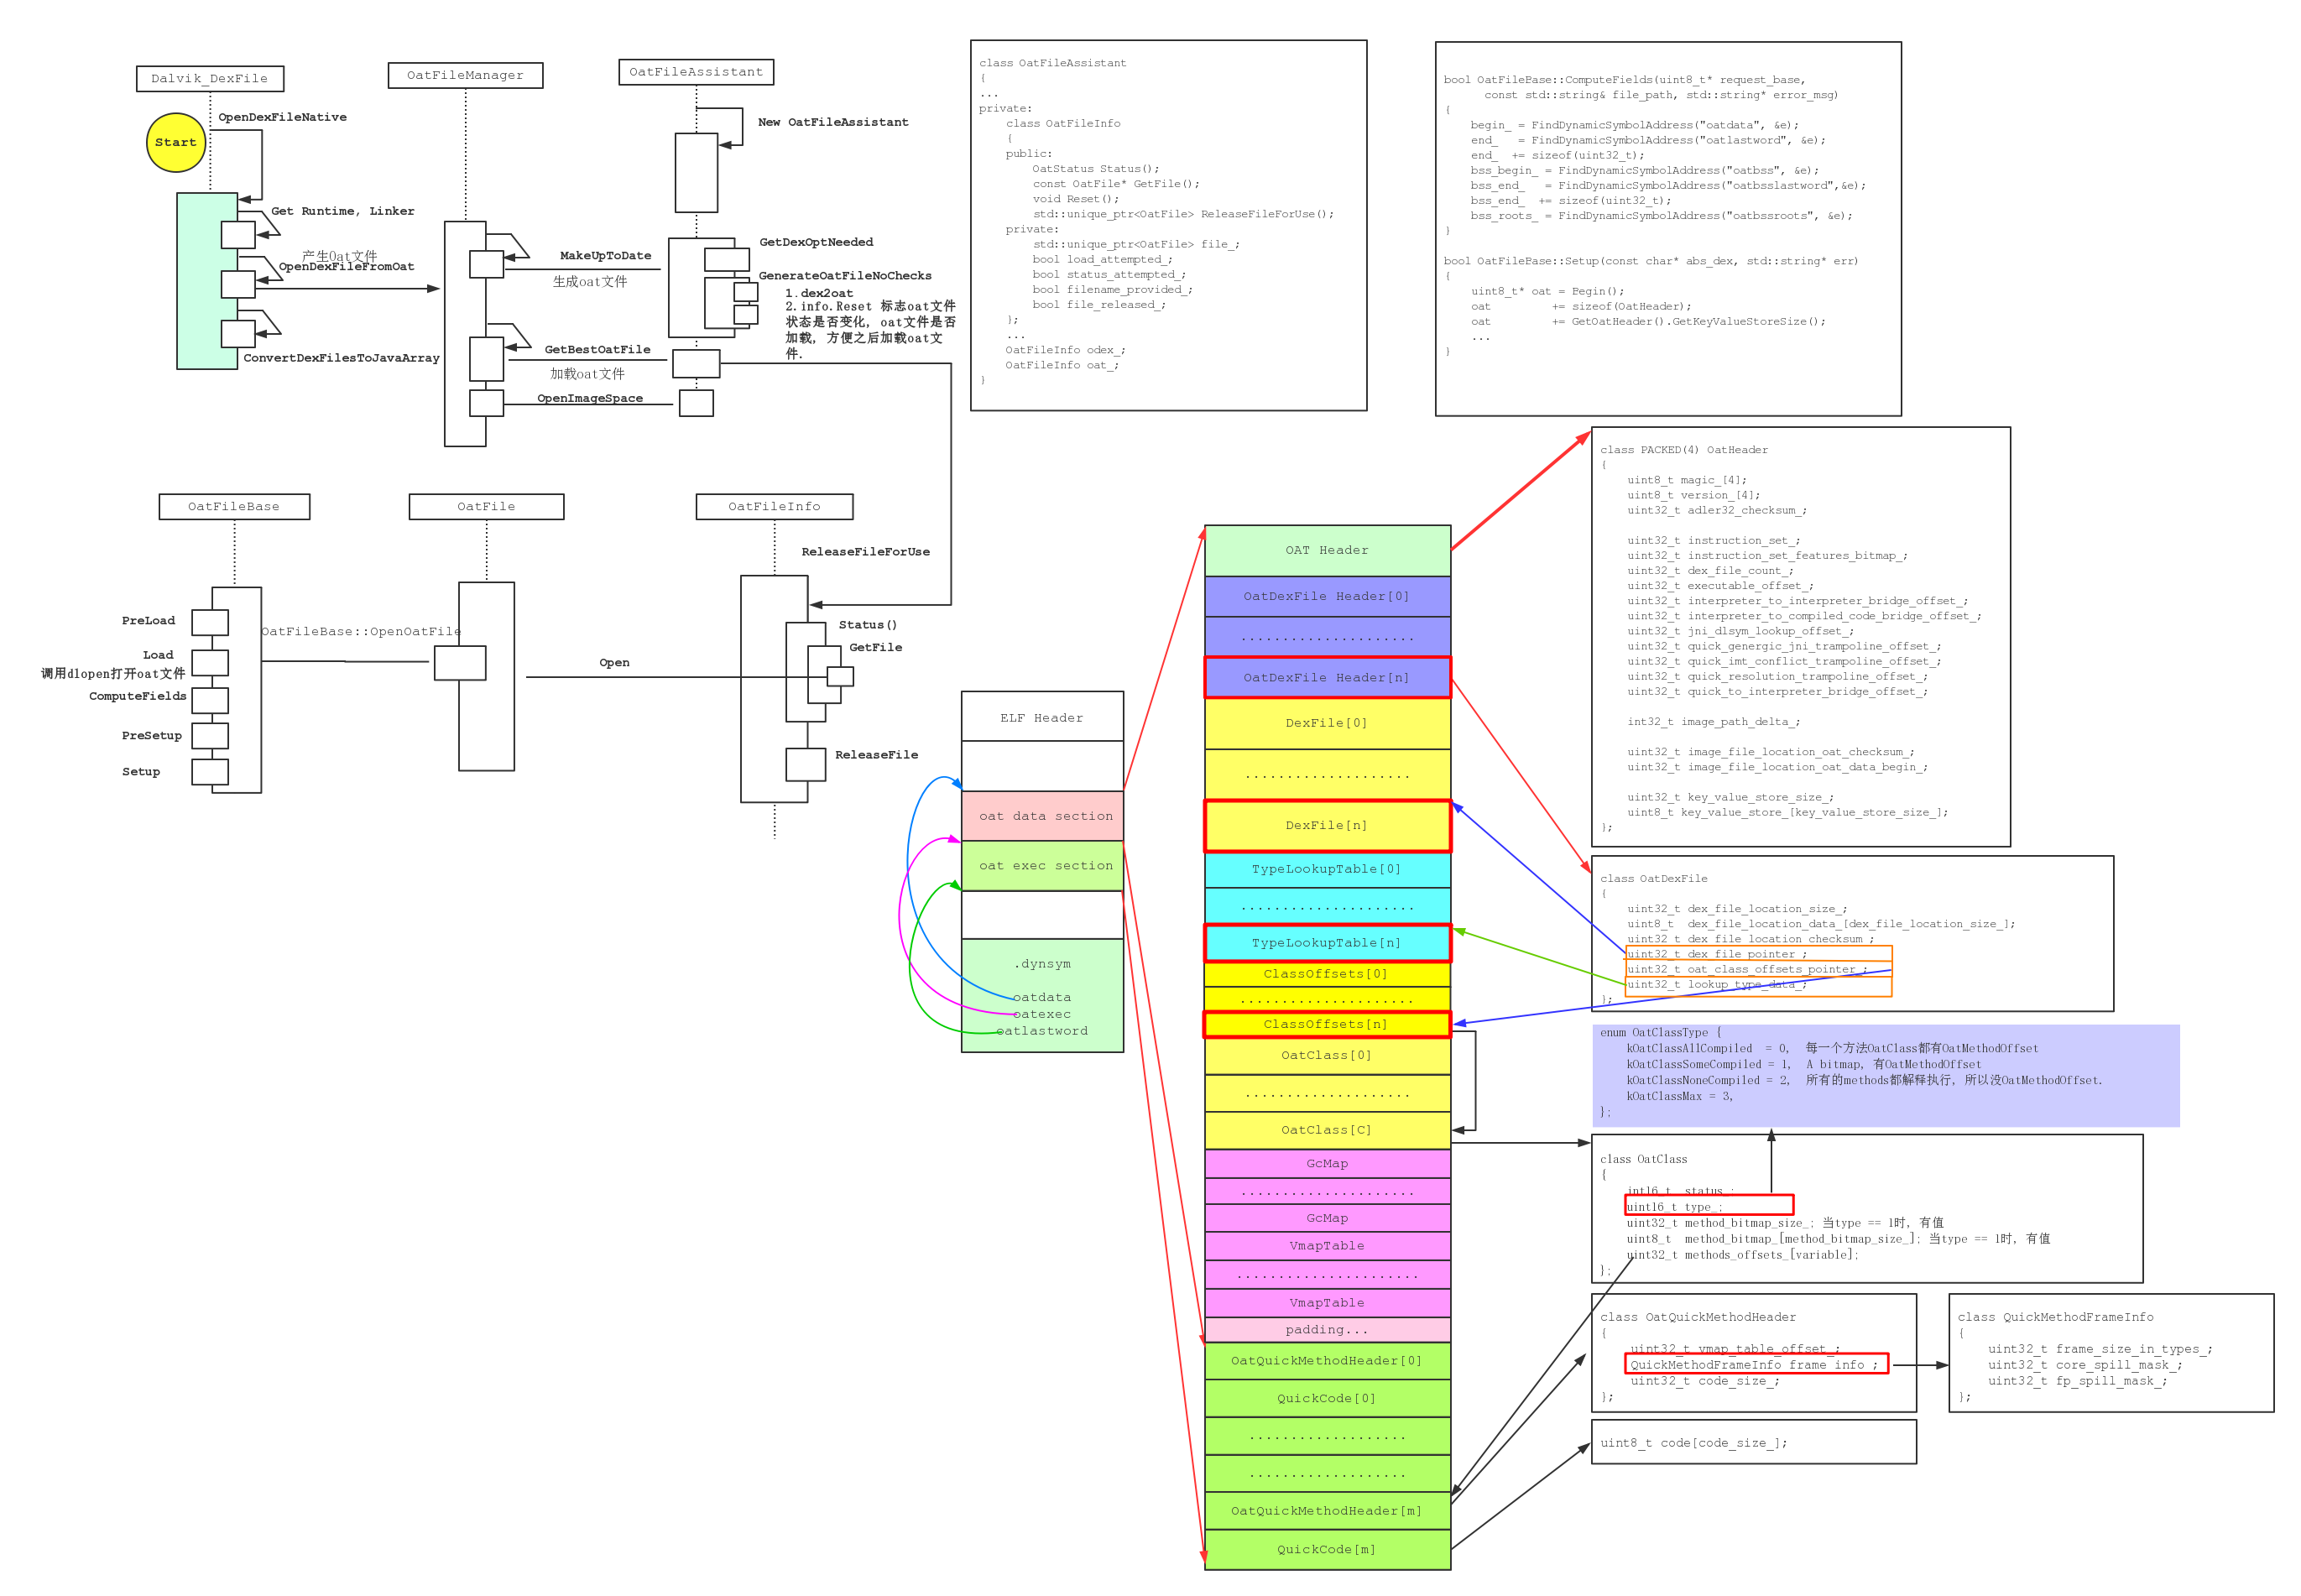 Dalvik_DexFile
OatFileManager
OatFileAssistant
Start
OpenDexFileNative
New OatFileAssistant
Get Runtime, Linker
产生Oat文件
OpenDexFileFromOat
ConvertDexFilesToJavaArray
MakeUpToDate
生成oat文件
GetBestOatFile
加载oat文件
OpenImageSpace
GetDexOptNeeded
GenerateOatFileNoChecks
1.dex2oat
2.info.Reset 标志oat文件
状态是否变化, oat文件是否
加载, 方便之后加载oat文
件.
class OatFileAssistant
{
...
private:
    class OatFileInfo
    {
    public:
        OatStatus Status();
        const OatFile* GetFile();
        void Reset();
        std::unique_ptr<OatFile> ReleaseFileForUse();
    private:
        std::unique_ptr<OatFile> file_;
        bool load_attempted_;
        bool status_attempted_;
        bool filename_provided_;
        bool file_released_;
    };
    ...
    OatFileInfo odex_;
    OatFileInfo oat_;
}
bool OatFileBase::ComputeFields(uint8_t* request_base,
      const std::string& file_path, std::string* error_msg)
{
    begin_ = FindDynamicSymbolAddress("oatdata", &e);
    end_   = FindDynamicSymbolAddress("oatlastword", &e);
    end_  += sizeof(uint32_t);
    bss_begin_ = FindDynamicSymbolAddress("oatbss", &e);
    bss_end_   = FindDynamicSymbolAddress("oatbsslastword",&e);
    bss_end_  += sizeof(uint32_t);
    bss_roots_ = FindDynamicSymbolAddress("oatbssroots", &e);
}
bool OatFileBase::Setup(const char* abs_dex, std::string* err)
{
    uint8_t* oat = Begin();
    oat         += sizeof(OatHeader);
    oat         += GetOatHeader().GetKeyValueStoreSize();
    ...
}
OatFileBase
OatFile
OatFileInfo
PreLoad
Load
调用dlopen打开oat文件
ComputeFields
PreSetup
Setup
OatFileBase::OpenOatFile
Open
ReleaseFileForUse
Status()
GetFile
ReleaseFile
ELF Header
oat data section
oat exec section
.dynsym
oatdata
oatexec
oatlastword
OAT Header
OatDexFile Header[0]
.....................
OatDexFile Header[n]
DexFile[0]
....................
DexFile[n]
TypeLookupTable[0]
.....................
TypeLookupTable[n]
ClassOffsets[0]
.....................
ClassOffsets[n]
OatClass[0]
....................
OatClass[C]
GcMap
.....................
GcMap
VmapTable
......................
VmapTable
padding...
OatQuickMethodHeader[0]
QuickCode[0]
...................
...................
OatQuickMethodHeader[m]
QuickCode[m]
class PACKED(4) OatHeader
{
    uint8_t magic_[4];
    uint8_t version_[4];
    uint32_t adler32_checksum_;
    uint32_t instruction_set_;
    uint32_t instruction_set_features_bitmap_;
    uint32_t dex_file_count_;
    uint32_t executable_offset_;
    uint32_t interpreter_to_interpreter_bridge_offset_;
    uint32_t interpreter_to_compiled_code_bridge_offset_;
    uint32_t jni_dlsym_lookup_offset_;
    uint32_t quick_genergic_jni_trampoline_offset_;
    uint32_t quick_imt_conflict_trampoline_offset_;
    uint32_t quick_resolution_trampoline_offset_;
    uint32_t quick_to_interpreter_bridge_offset_;
    int32_t image_path_delta_;
    uint32_t image_file_location_oat_checksum_;
    uint32_t image_file_location_oat_data_begin_;
    uint32_t key_value_store_size_;
    uint8_t key_value_store_[key_value_store_size_];
};
class OatDexFile
{
    uint32_t dex_file_location_size_;
    uint8_t  dex_file_location_data_[dex_file_location_size_];
    uint32_t dex_file_location_checksum_;
    uint32_t dex_file_pointer_;
    uint32_t oat_class_offsets_pointer_;
    uint32_t lookup_type_data_;
};
enum OatClassType {
    kOatClassAllCompiled  = 0,  每一个方法OatClass都有OatMethodOffset
    kOatClassSomeCompiled = 1,  A bitmap, 有OatMethodOffset
    kOatClassNoneCompiled = 2,  所有的methods都解释执行, 所以没OatMethodOffset.
    kOatClassMax = 3,
};
class OatClass
{
    int16_t  status_;
    uint16_t type_;
    uint32_t method_bitmap_size_; 当type == 1时, 有值
    uint8_t  method_bitmap_[method_bitmap_size_]; 当type == 1时, 有值
    uint32_t methods_offsets_[variable];
};
class OatQuickMethodHeader
{
    uint32_t vmap_table_offset_;
    QuickMethodFrameInfo frame_info_;
    uint32_t code_size_;
};
class QuickMethodFrameInfo
{
    uint32_t frame_size_in_types_;
    uint32_t core_spill_mask_;
    uint32_t fp_spill_mask_;
};
uint8_t code[code_size_];